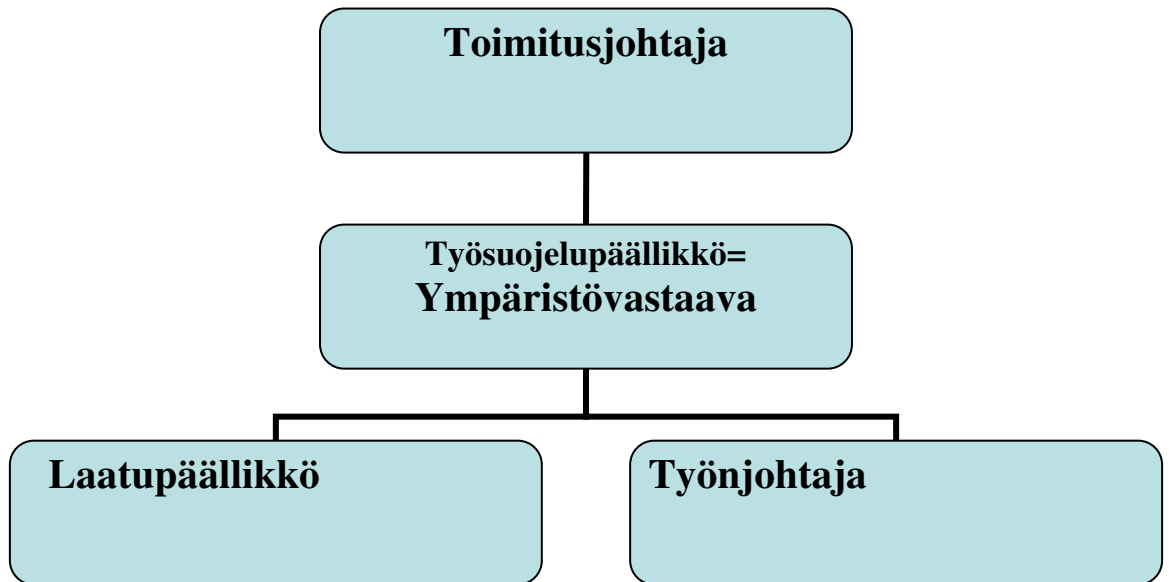 Toimitusjohtaja
Työsuojelupäällikkö=
Ympäristövastaava
Laatupäällikkö
Työnjohtaja